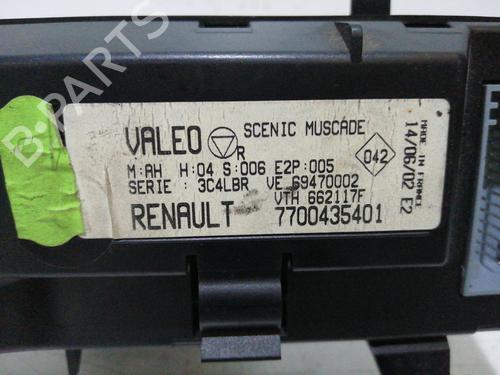 VALEO R SCENIC MUSCADE
M:AH H:04 S:006 E2P:005
SERIE : 3C4LBR VE 69470002
VTH 662117F
RENAULT 7700435401
042
MADE IN FRANCE
14/06/02 E2
B-PARTS